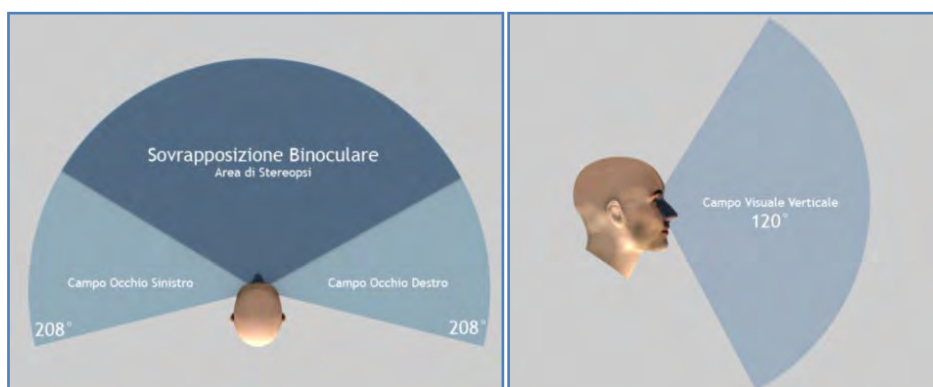 Sovrapposizione Binoculare
Area di Stereopsi
Campo Occhio Sinistro
Campo Occhio Destro
208°
208°
Campo Visuale Verticale
120°